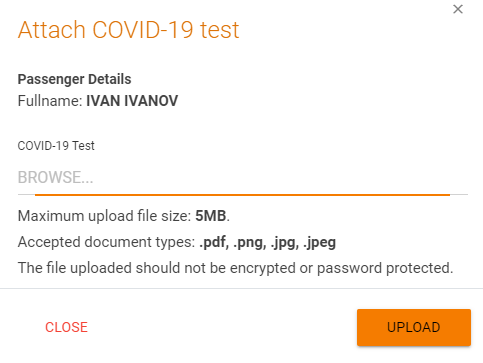 ×
Attach COVID-19 test
Passenger Details
Fullname: IVAN IVANOV
COVID-19 Test
BROWSE...
Maximum upload file size: 5MB.
Accepted document types: .pdf, .png, .jpg, .jpeg
The file uploaded should not be encrypted or password protected.
CLOSE UPLOAD